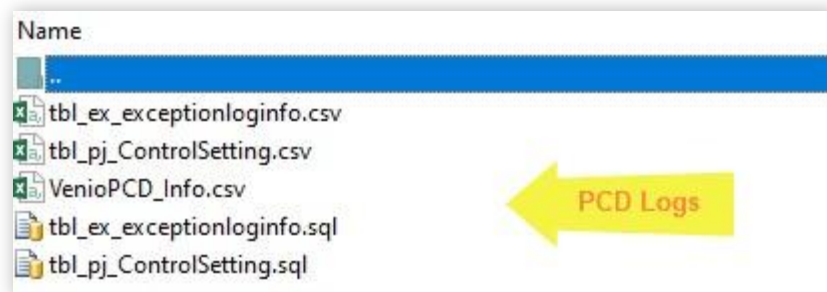 Name
..
tbl_ex_exceptionloginfo.csv
tbl_pj_ControlSetting.csv
VenioPCD_Info.csv
PCD Logs
tbl_ex_exceptionloginfo.sql
tbl_pj_ControlSetting.sql